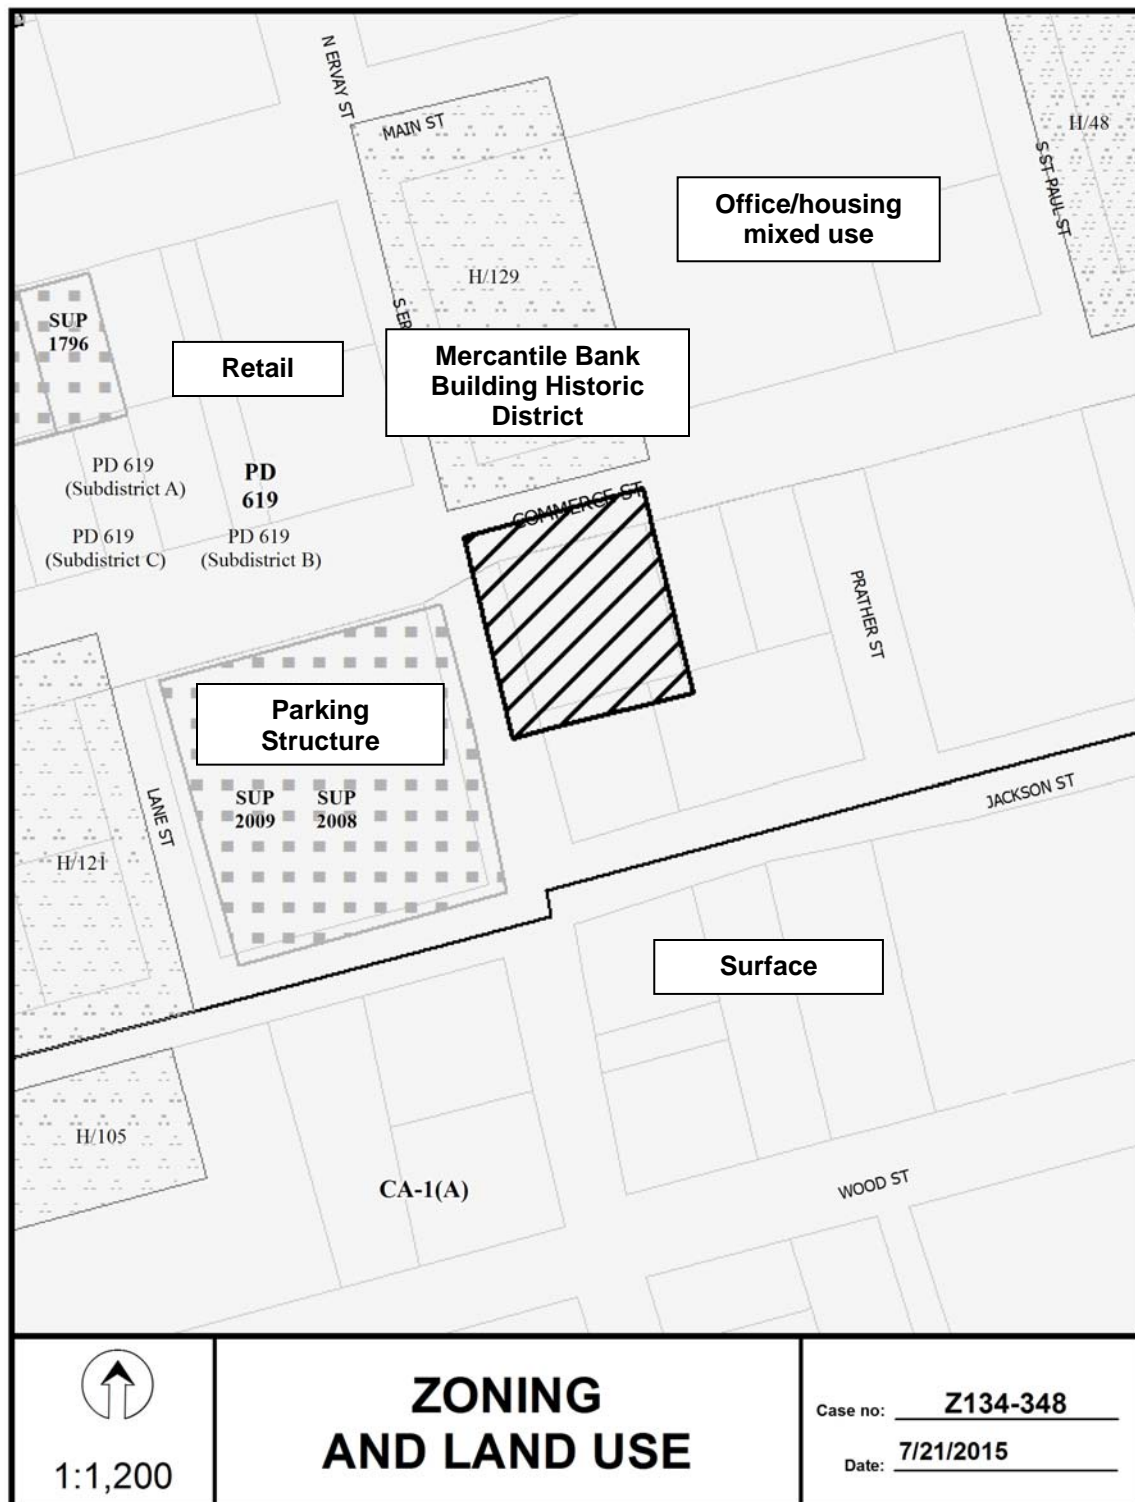 N ERVAY ST
MAIN ST
H/48
S ST PAUL ST
Office/housing
mixed use
H/129
S ER
SUP
1796
Retail
Mercantile Bank
Building Historic
District
PD 619
(Subdistrict A)
PD
619
PD 619
(Subdistrict C)
PD 619
(Subdistrict B)
COMMERCE ST
PRATHER ST
Parking
Structure
SUP
2009
SUP
2008
LANE ST
JACKSON ST
H/121
Surface
H/105
CA-1(A)
WOOD ST
1:1,200
ZONING
AND LAND USE
Case no: Z134-348
Date: 7/21/2015